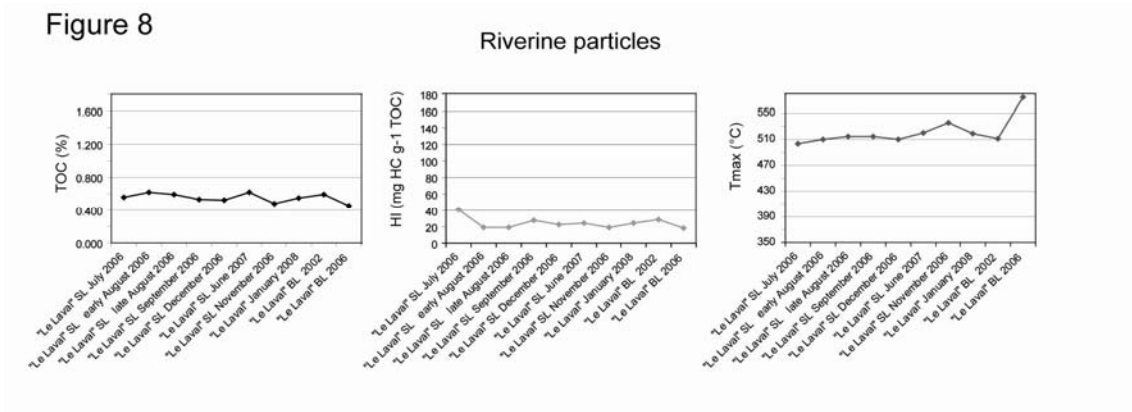 Figure 8
Riverine particles
TOC (%)
1.600
1.200
0.800
0.400
0.000
"Le Laval" SL July 2006
"Le Laval" SL early August 2006
"Le Laval" SL late August 2006
"Le Laval" SL September 2006
"Le Laval" SL December 2006
"Le Laval" SL June 2007
"Le Laval" SL November 2006
"Le Laval" January 2008
"Le Laval" BL 2002
"Le Laval" BL 2006
HI (mg HC g-1 TOC)
180
160
140
120
100
80
60
40
20
0
"Le Laval" SL July 2006
"Le Laval" SL early August 2006
"Le Laval" SL late August 2006
"Le Laval" SL September 2006
"Le Laval" SL December 2006
"Le Laval" SL June 2007
"Le Laval" SL November 2006
"Le Laval" January 2008
"Le Laval" BL 2002
"Le Laval" BL 2006
Tmax (°C)
550
510
470
430
390
350
"Le Laval" SL July 2006
"Le Laval" SL early August 2006
"Le Laval" SL late August 2006
"Le Laval" SL September 2006
"Le Laval" SL December 2006
"Le Laval" SL June 2007
"Le Laval" SL November 2006
"Le Laval" January 2008
"Le Laval" BL 2002
"Le Laval" BL 2006